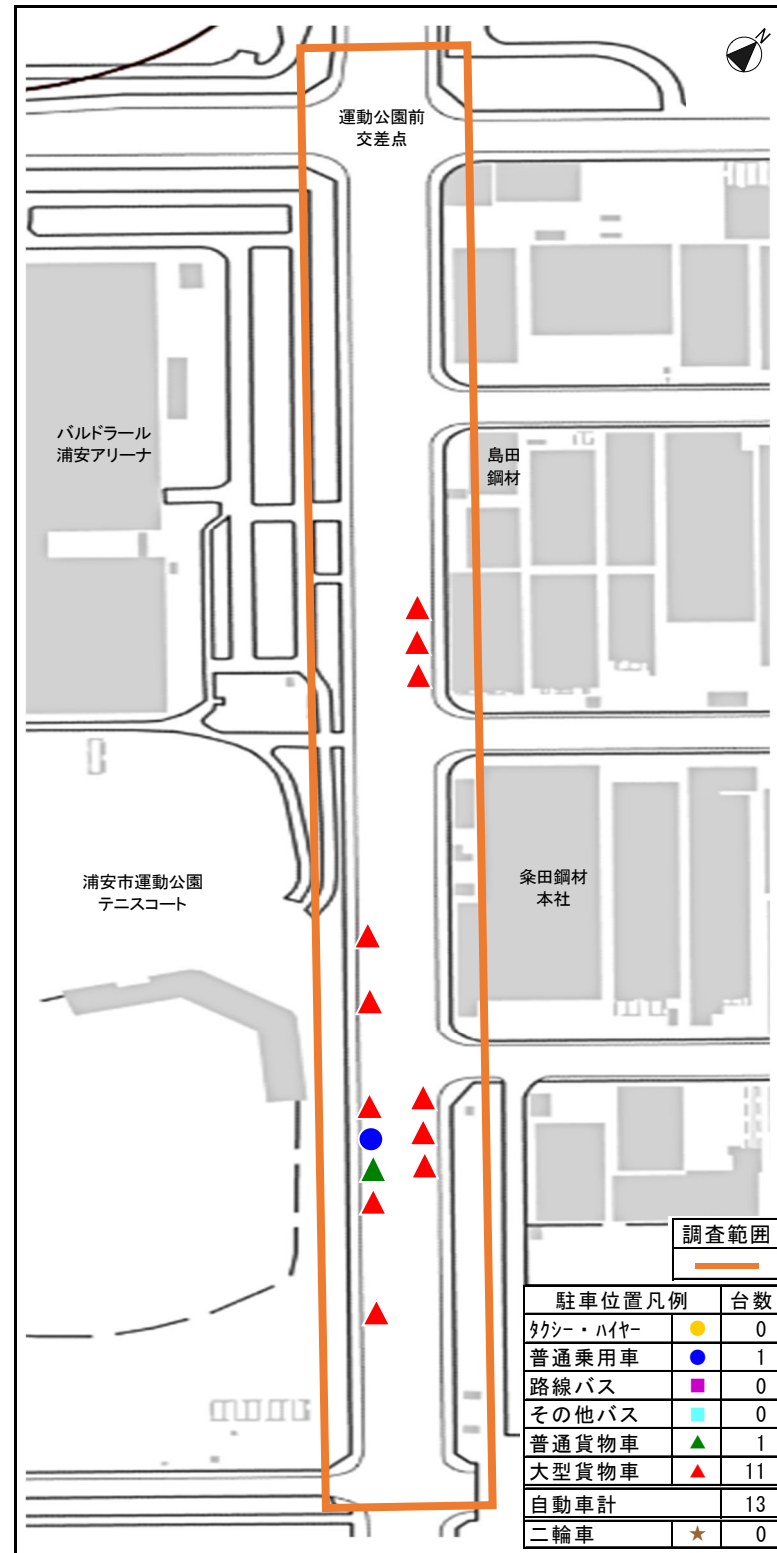 N
運動公園前
交差点
バルドラール
浦安アリーナ
島田
鋼材
浦安市運動公園
テニスコート
粂田鋼材
本社
調査範囲
駐車位置凡例 台数
ﾀｸｼｰ・ﾊｲﾔｰ ● 0
普通乗用車 ● 1
路線バス ■ 0
その他バス ■ 0
普通貨物車 ▲ 1
大型貨物車 ▲ 11
自動車計 13
二輪車 ★ 0